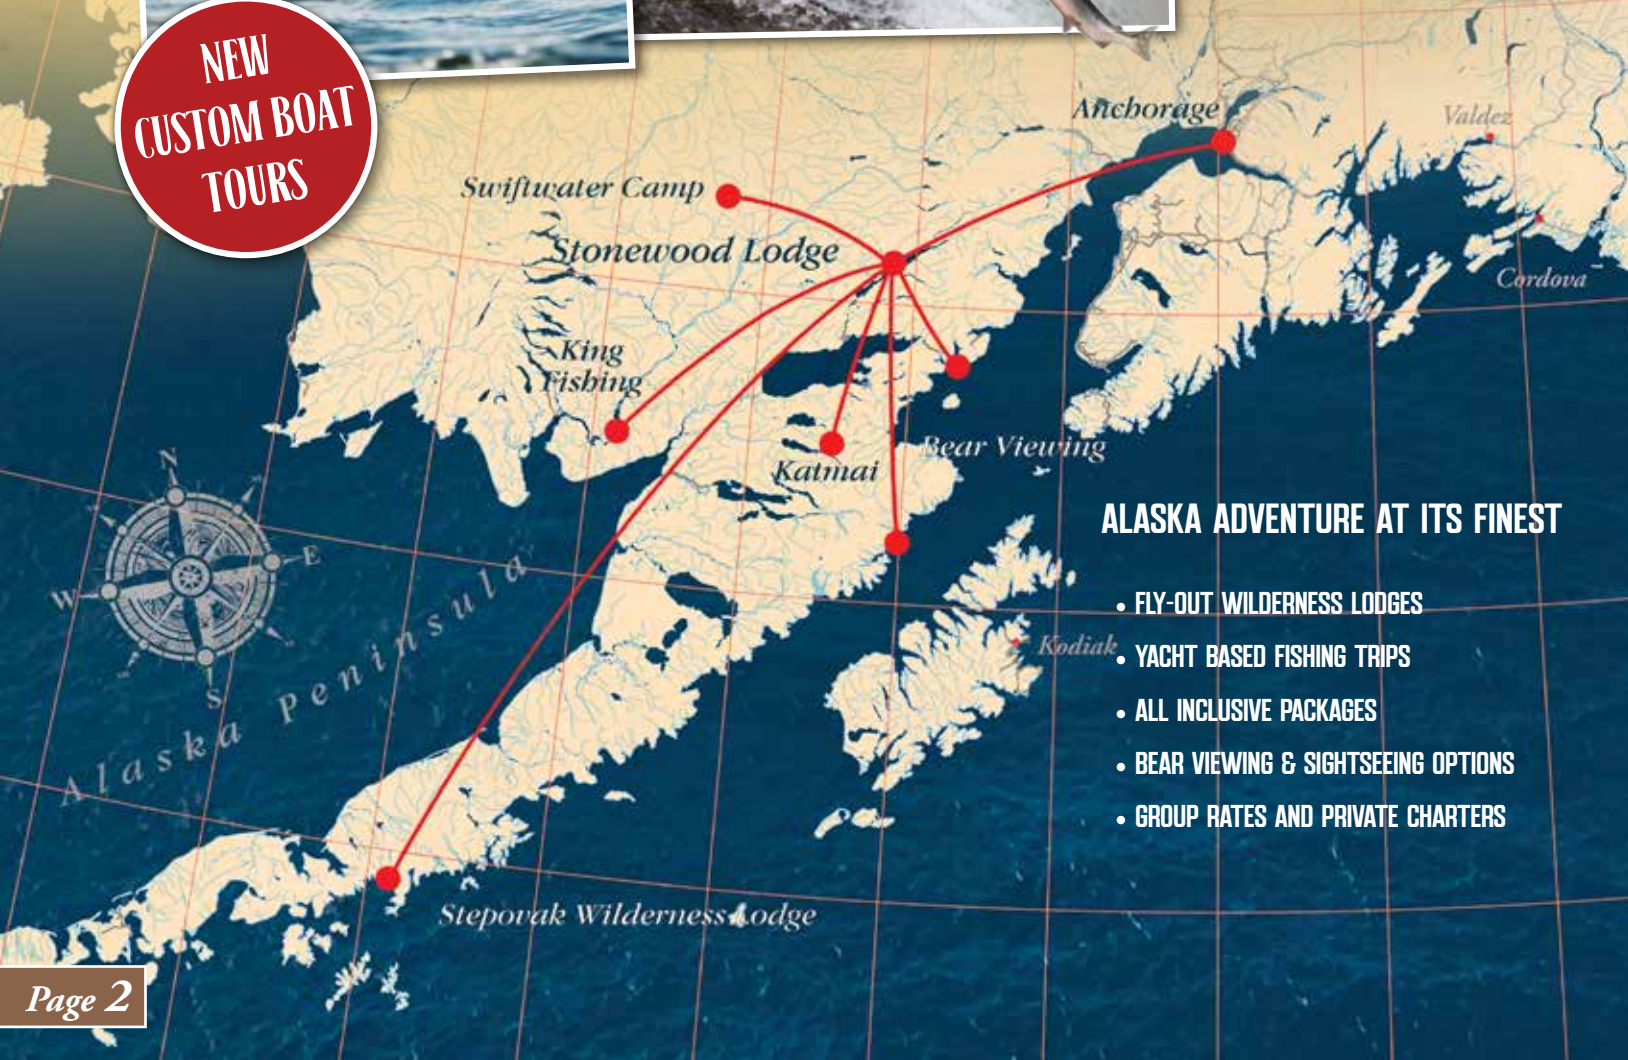 NEW
CUSTOM BOAT
TOURS
Anchorage
Valdez
Swiftwater Camp
Stonewood Lodge
Cordova
King
Fishing
Bear Viewing
Katmai
N
E
W
S
Alaska Peninsula
Kodiak
ALASKA ADVENTURE AT ITS FINEST
• FLY-OUT WILDERNESS LODGES
• YACHT BASED FISHING TRIPS
• ALL INCLUSIVE PACKAGES
• BEAR VIEWING & SIGHTSEEING OPTIONS
• GROUP RATES AND PRIVATE CHARTERS
Stepovak Wilderness Lodge
Page 2